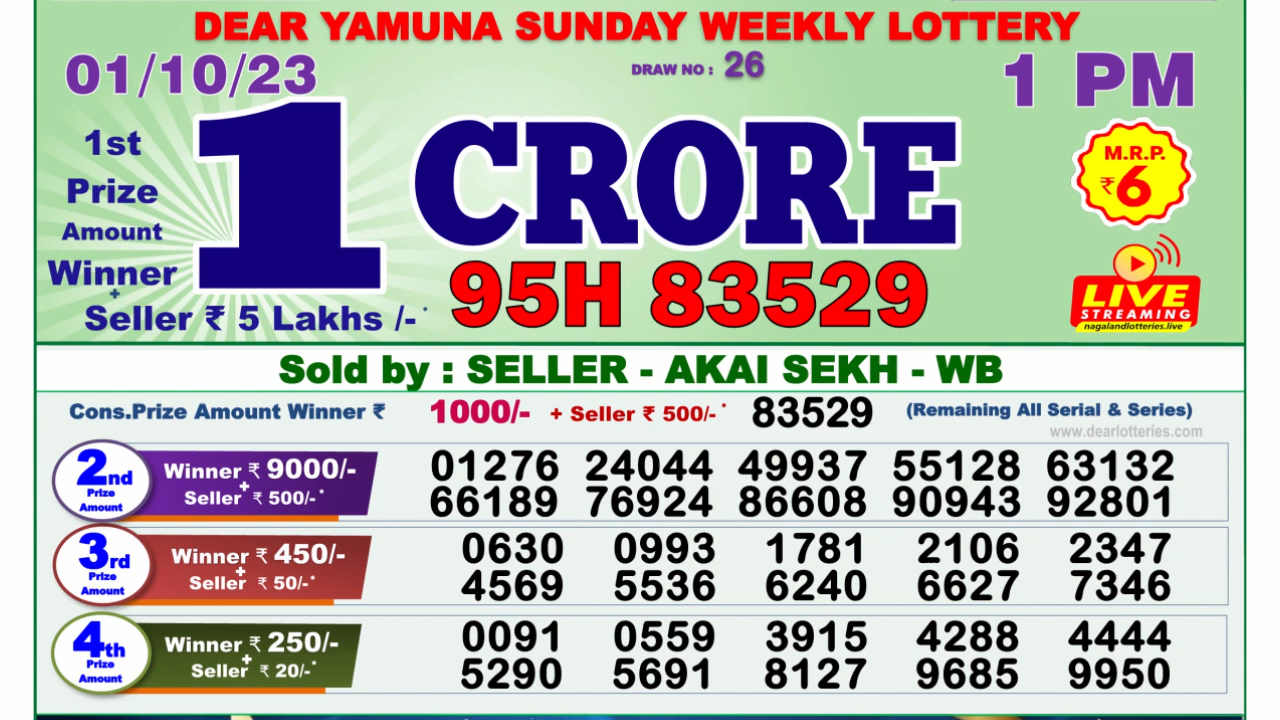 DEAR YAMUNA SUNDAY WEEKLY LOTTERY
01/10/23
DRAW NO : 26
1 PM
1st
Prize
Amount
Winner
+
Seller ₹ 5 Lakhs /-*
1 CRORE
95H 83529
M.R.P.
₹6
LIVE
STREAMING
nagalandlotteries.live
Sold by : SELLER - AKAI SEKH - WB
Cons.Prize Amount Winner ₹ 1000/- + Seller ₹ 500/-* 83529 (Remaining All Serial & Series)
www.dearlotteries.com
2nd
Prize
Amount
Winner ₹ 9000/-
+
Seller ₹ 500/-*
01276 24044 49937 55128 63132
66189 76924 86608 90943 92801
3rd
Prize
Amount
Winner ₹ 450/-
+
Seller ₹ 50/-*
0630 0993 1781 2106 2347
4569 5536 6240 6627 7346
4th
Prize
Amount
Winner ₹ 250/-
+
Seller ₹ 20/-*
0091 0559 3915 4288 4444
5290 5691 8127 9685 9950